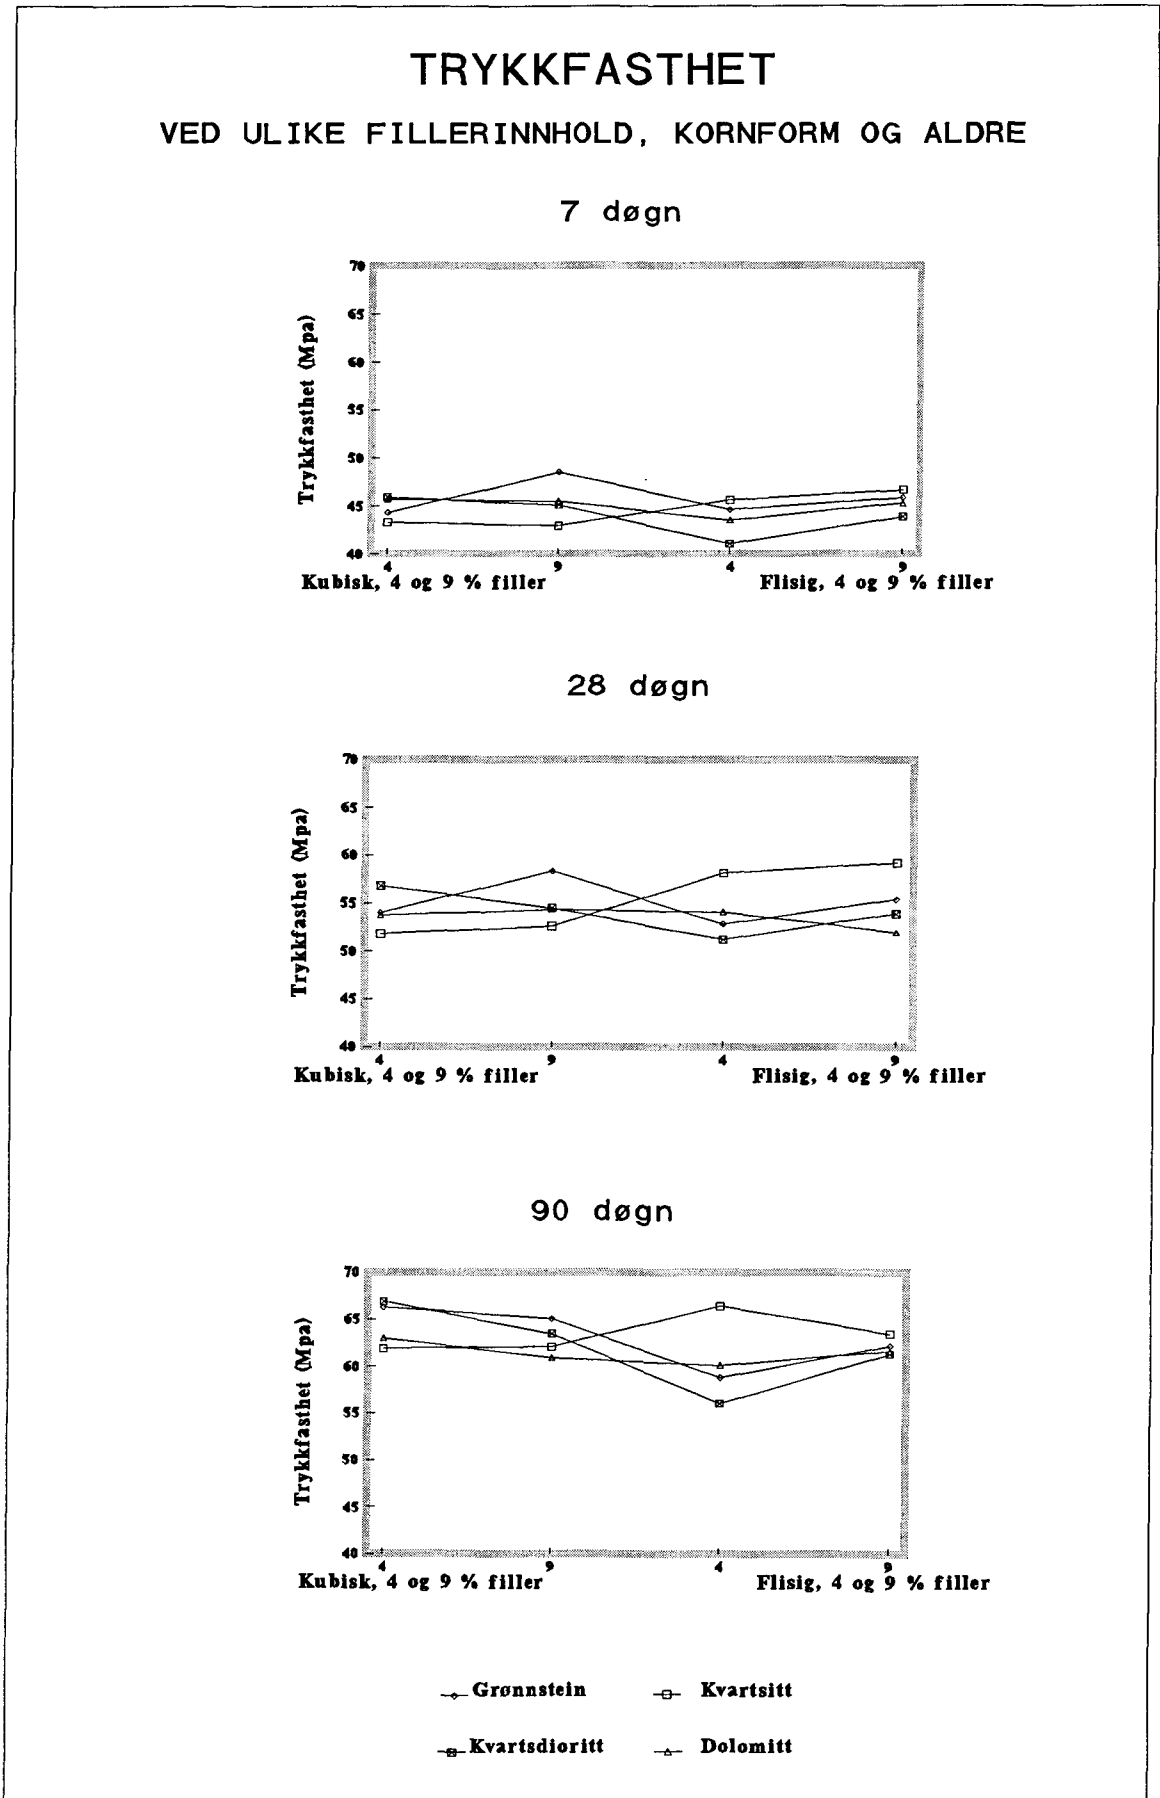 TRYKKFASTHET
VED ULIKE FILLERINNHOLD, KORNFORM OG ALDRE
7 døgn
Trykkfasthet (Mpa)
70
65
60
55
50
45
40
4
9
4
9
Kubisk, 4 og 9 % filler
Flisig, 4 og 9 % filler
28 døgn
Trykkfasthet (Mpa)
70
65
60
55
50
45
40
4
9
4
9
Kubisk, 4 og 9 % filler
Flisig, 4 og 9 % filler
90 døgn
Trykkfasthet (Mpa)
70
65
60
55
50
45
40
4
9
4
9
Kubisk, 4 og 9 % filler
Flisig, 4 og 9 % filler
Grønnstein
Kvartsitt
Kvartsdioritt
Dolomitt